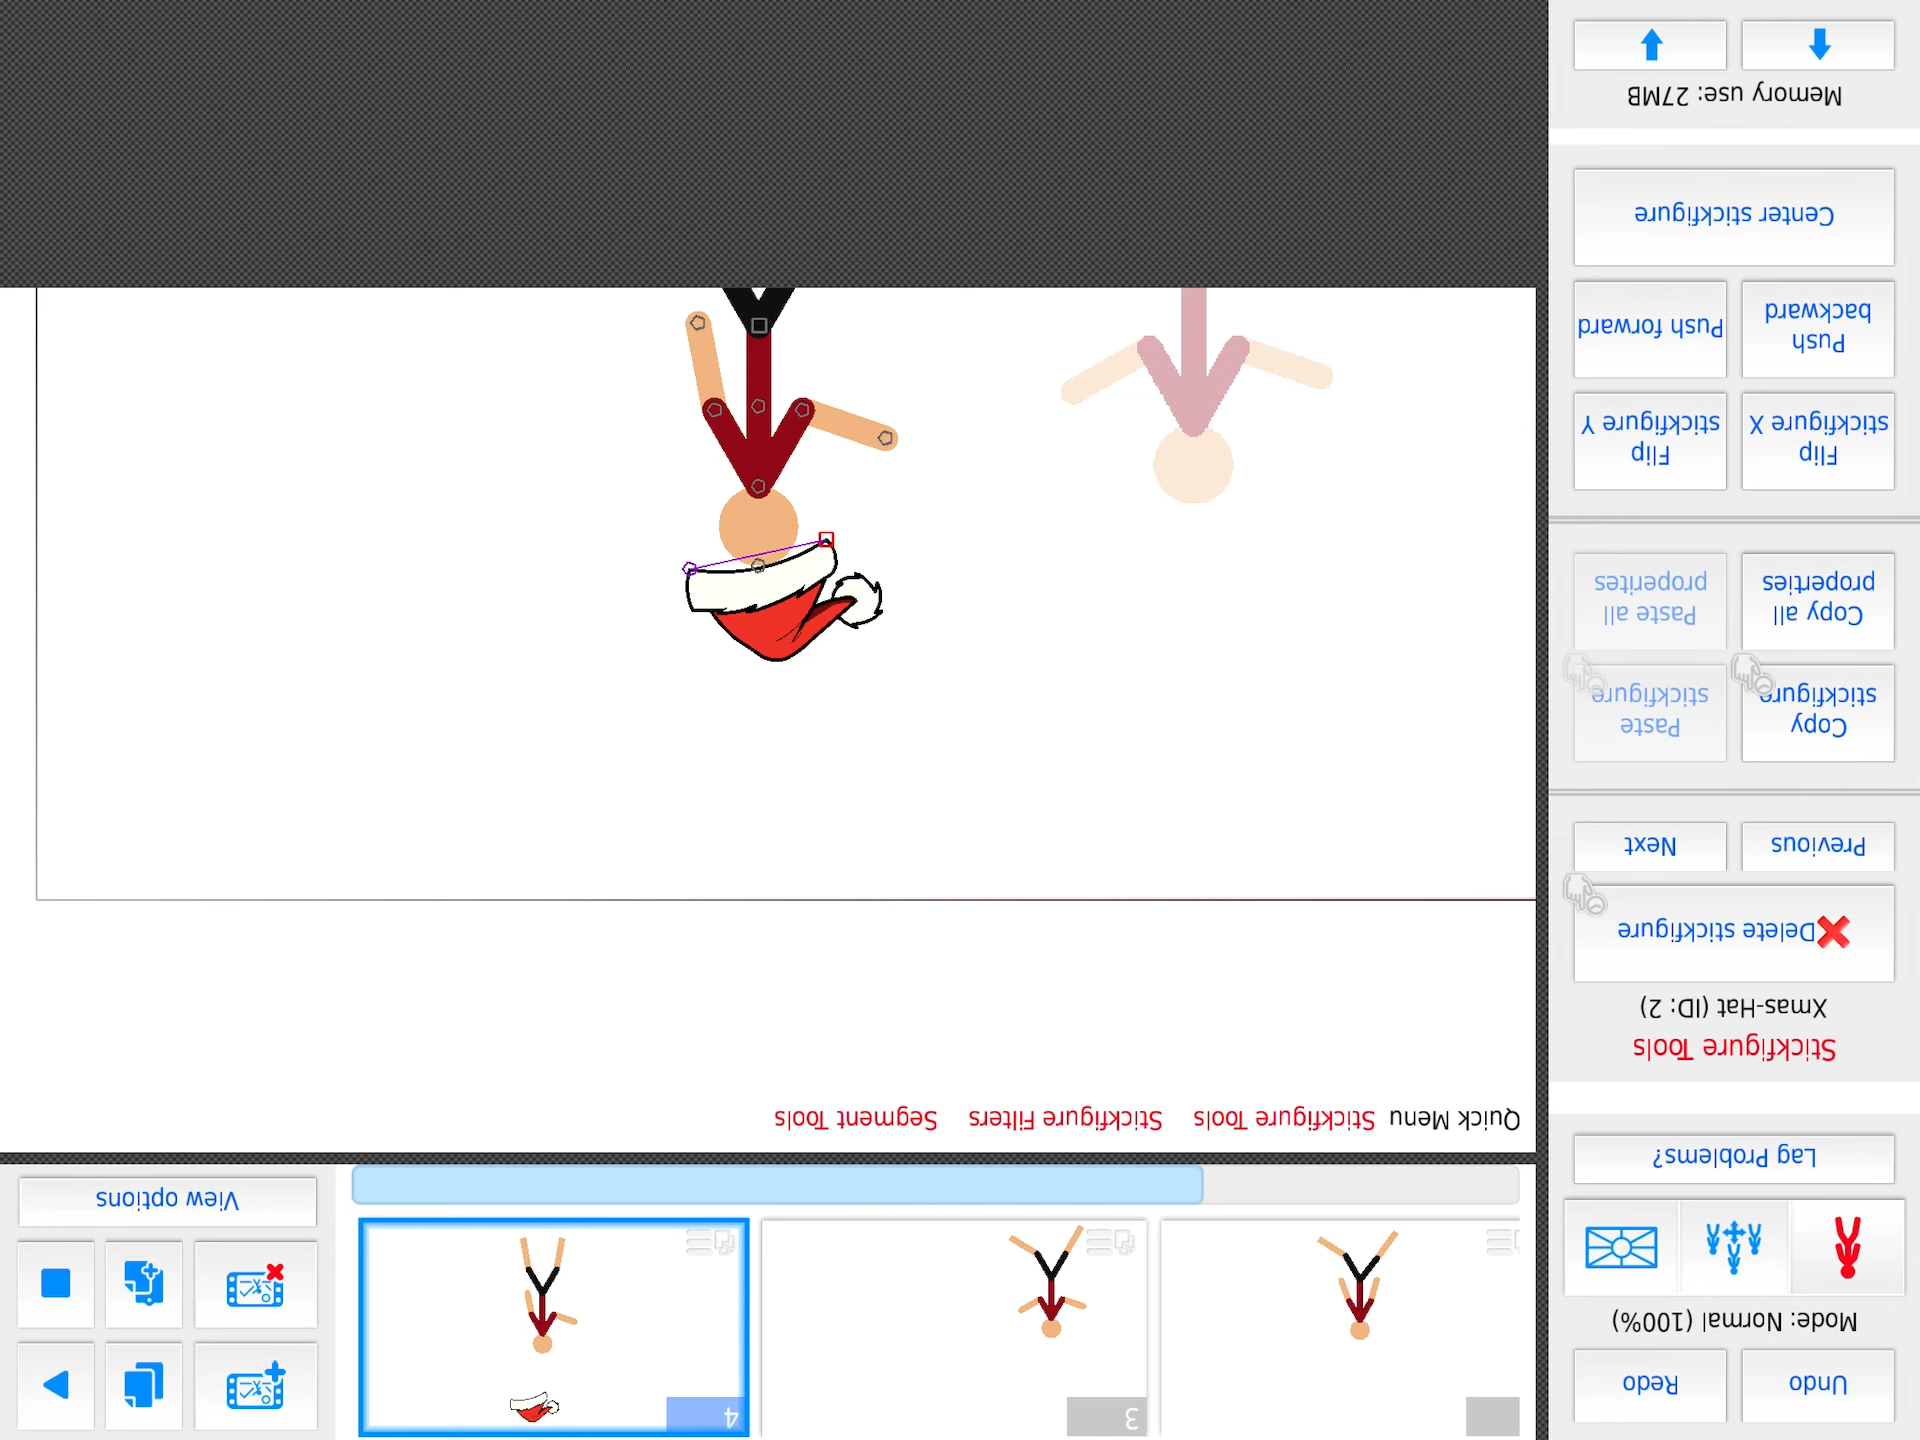 Undo
Redo
Mode: Normal (100%)
Lag Problems?
Stickfigure Tools
Xmas-Hat (ID: 2)
Delete stickfigure
Previous
Next
Copy
stickfigure
Paste
stickfigure
Copy all
properties
Paste all
properites
Flip
stickfigure X
Flip
stickfigure Y
Push
backward
Push forward
Center stickfigure
Memory use: 27MB
3
4
View options
Quick Menu
Stickfigure Tools
Stickfigure Filters
Segment Tools